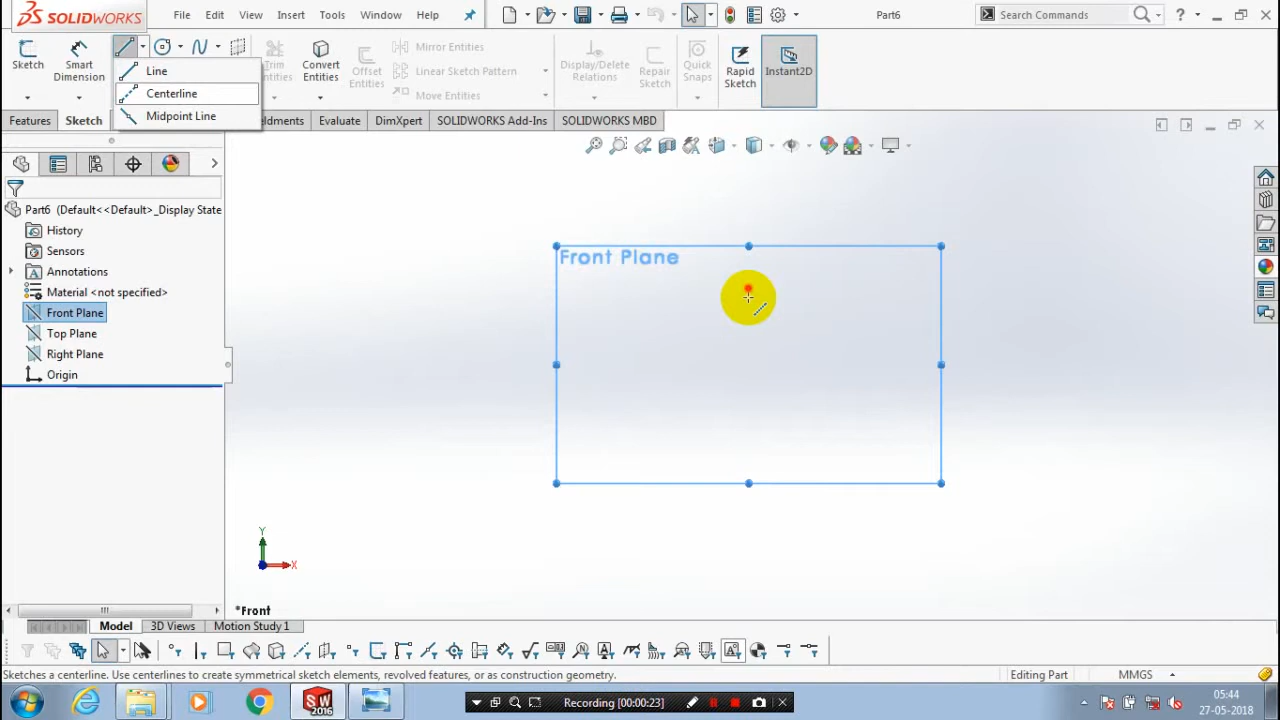 SOLIDWORKS File Edit View Insert Tools Window Help Part6 Search Commands ?
Sketch Smart Dimension Trim Entities Convert Entities Offset Entities Mirror Entities Linear Sketch Pattern Move Entities Display/Delete Relations Repair Sketch Quick Snaps Rapid Sketch Instant2D
Line
Centerline
Midpoint Line
Features Sketch Evaluate DimXpert SOLIDWORKS Add-Ins SOLIDWORKS MBD
Part6 (Default<<Default>_Display State
History
Sensors
Annotations
Material <not specified>
Front Plane
Top Plane
Right Plane
Origin
Front Plane
Y
X
*Front
Model 3D Views Motion Study 1
Sketches a centerline. Use centerlines to create symmetrical sketch elements, revolved features, or as construction geometry. Editing Part MMGS
SW 2016
Recording [00:00:23]
05:44
27-05-2018